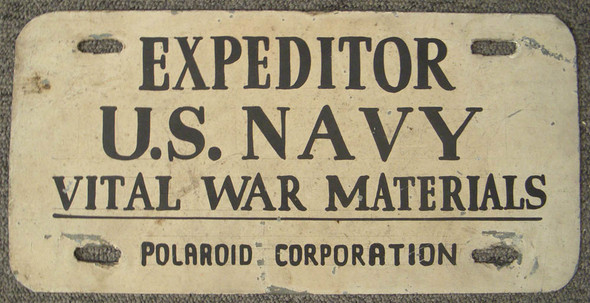 EXPEDITOR
U.S. NAVY
VITAL WAR MATERIALS
POLAROID CORPORATION